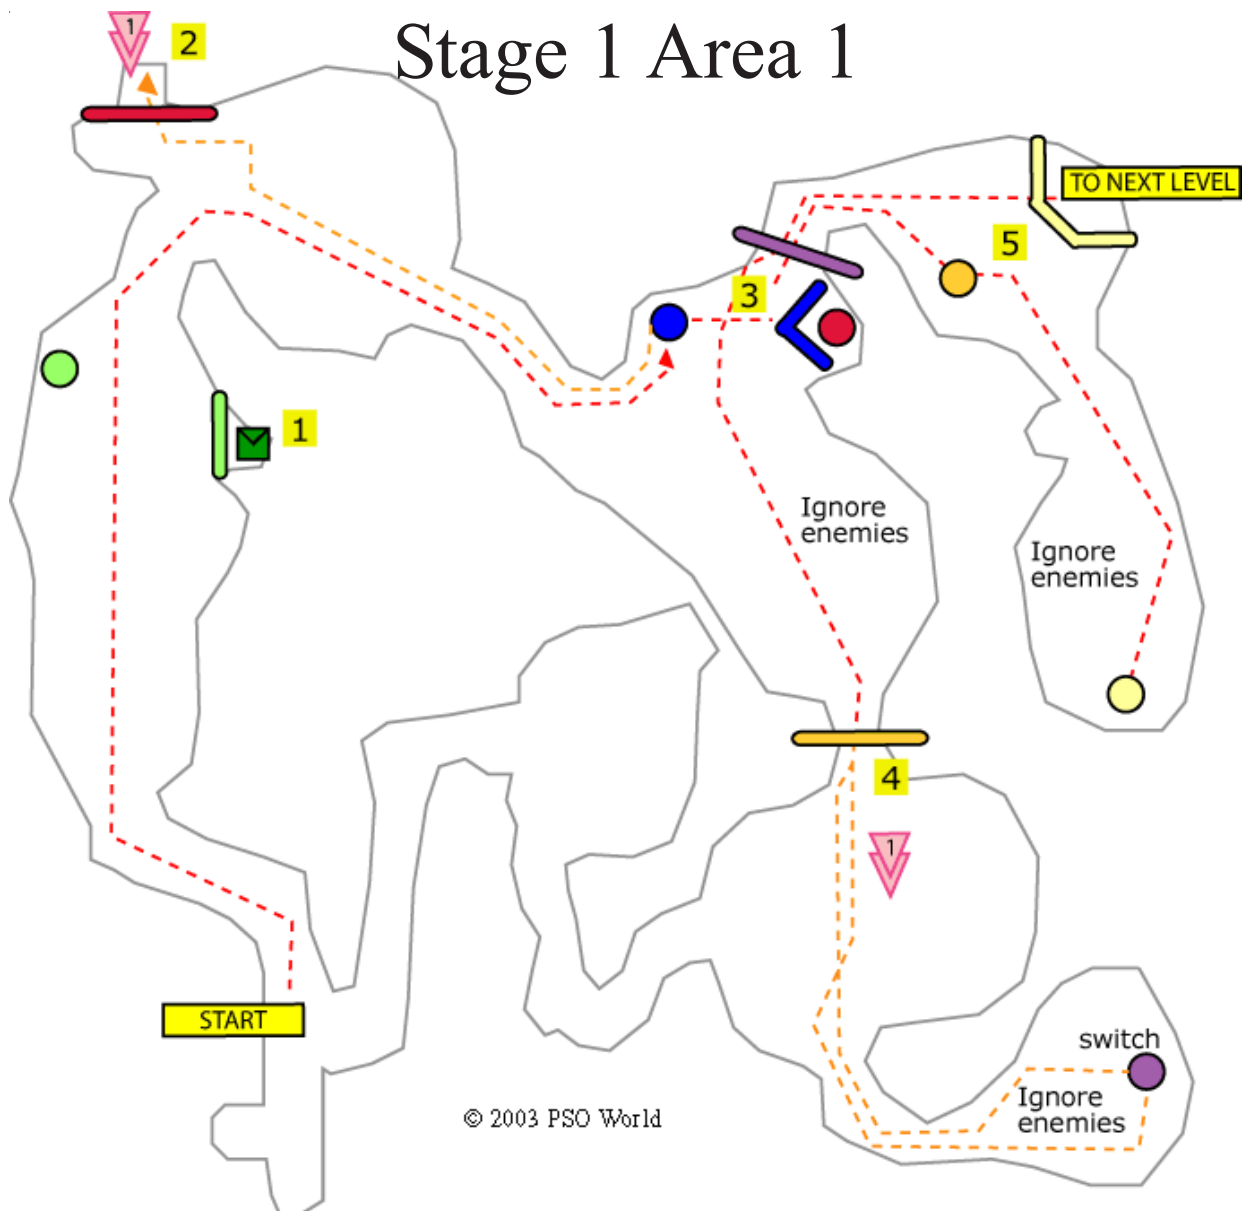 Stage 1 Area 1
1
2
TO NEXT LEVEL
5
3
1
Ignore
enemies
Ignore
enemies
4
1
START
switch
Ignore
enemies
© 2003 PSO World